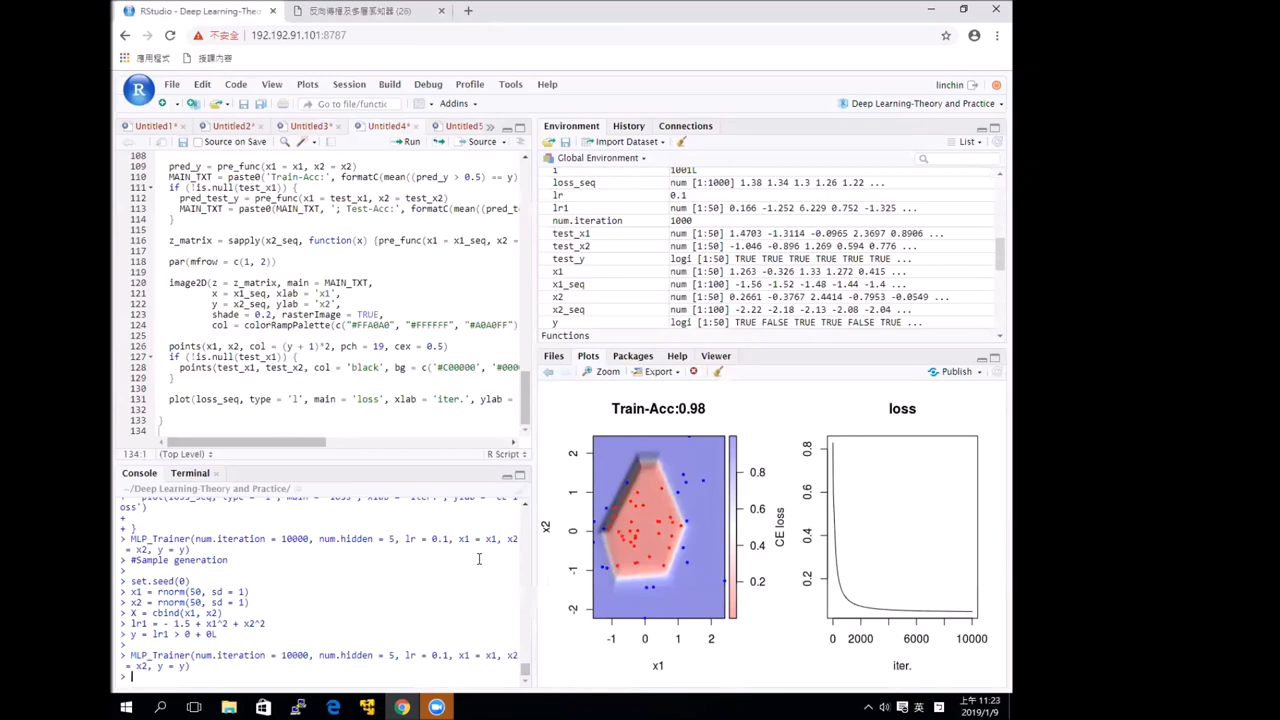 RStudio - Deep Learning-Theo
反向傳播及多層感知器 (26)
不安全
192.192.91.101:8787
應用程式
授課內容
File Edit Code View Plots Session Build Debug Profile Tools Help
linchin
Go to file/functic
Addins
Deep Learning-Theory and Practice
Untitled1*
Untitled2*
Untitled3*
Untitled4*
Untitled5
Source on Save
Run
Source
108
109 pred_y = pre_func(x1 = x1, x2 = x2)
110 MAIN_TXT = paste0('Train-Acc:', formatC(mean((pred_y > 0.5) == y)
111 if (!is.null(test_x1)) {
112 pred_test_y = pre_func(x1 = test_x1, x2 = test_x2)
113 MAIN_TXT = paste0(MAIN_TXT, '; Test-Acc:', formatC(mean((pred_t
114 }
115
116 z_matrix = sapply(x2_seq, function(x) {pre_func(x1 = x1_seq, x2 =
117
118 par(mfrow = c(1, 2))
119
120 image2D(z = z_matrix, main = MAIN_TXT,
121 x = x1_seq, xlab = 'x1',
122 y = x2_seq, ylab = 'x2',
123 shade = 0.2, rasterImage = TRUE,
124 col = colorRampPalette(c("#FFA0A0", "#FFFFFF", "#A0A0FF")
125
126 points(x1, x2, col = (y + 1)*2, pch = 19, cex = 0.5)
127 if (!is.null(test_x1)) {
128 points(test_x1, test_x2, col = 'black', bg = c('#C00000', '#000
129 }
130
131 plot(loss_seq, type = 'l', main = 'loss', xlab = 'iter.', ylab =
132
133 }
134
134:1 (Top Level) R Script
Console Terminal
~/Deep Learning-Theory and Practice/
oss')
+
+ }
> MLP_Trainer(num.iteration = 10000, num.hidden = 5, lr = 0.1, x1 = x1, x2
= x2, y = y)
> #Sample generation
>
> set.seed(0)
> x1 = rnorm(50, sd = 1)
> x2 = rnorm(50, sd = 1)
> X = cbind(x1, x2)
> lr1 = - 1.5 + x1^2 + x2^2
> y = lr1 > 0 + 0L
>
> MLP_Trainer(num.iteration = 10000, num.hidden = 5, lr = 0.1, x1 = x1, x2
= x2, y = y)
>
Environment History Connections
Import Dataset
List
Global Environment
i 1001L
loss_seq num [1:1000] 1.38 1.34 1.3 1.26 1.22 ...
lr 0.1
lr1 num [1:50] 0.166 -1.252 6.229 0.752 -1.325 ...
num.iteration 1000
test_x1 num [1:50] 1.4703 -1.3114 -0.0965 2.3697 0.8906 ...
test_x2 num [1:50] -1.046 -0.896 1.269 0.594 0.776 ...
test_y logi [1:50] TRUE TRUE TRUE TRUE TRUE TRUE ...
x1 num [1:50] 1.263 -0.326 1.33 1.272 0.415 ...
x1_seq num [1:100] -1.56 -1.52 -1.48 -1.44 -1.4 ...
x2 num [1:50] 0.2661 -0.3767 2.4414 -0.7953 -0.0549 ...
x2_seq num [1:100] -2.22 -2.18 -2.13 -2.08 -2.04 ...
y logi [1:50] TRUE FALSE TRUE TRUE TRUE TRUE ...
Functions
Files Plots Packages Help Viewer
Zoom Export Publish
Train-Acc:0.98
x2
2
1
0
-1
-2
-1 0 1 2
x1
0.8
0.6
0.4
0.2
loss
CE loss
0.8
0.6
0.4
0.2
0 2000 6000 10000
iter.
英
上午 11:23
2019/1/9